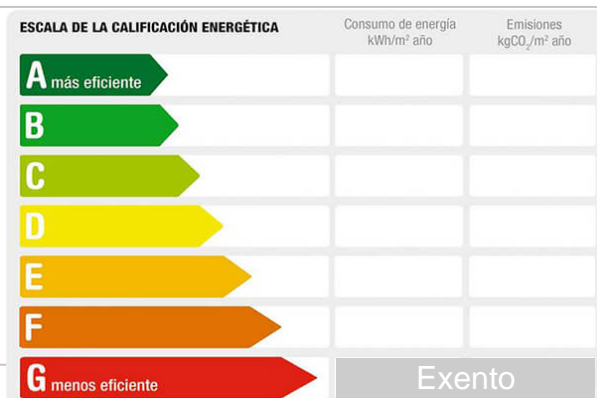 ESCALA DE LA CALIFICACIÓN ENERGÉTICA
Consumo de energía
kWh/m² año
Emisiones
kgCO₂/m² año
A más eficiente
B
C
D
E
F
G menos eficiente
Exento